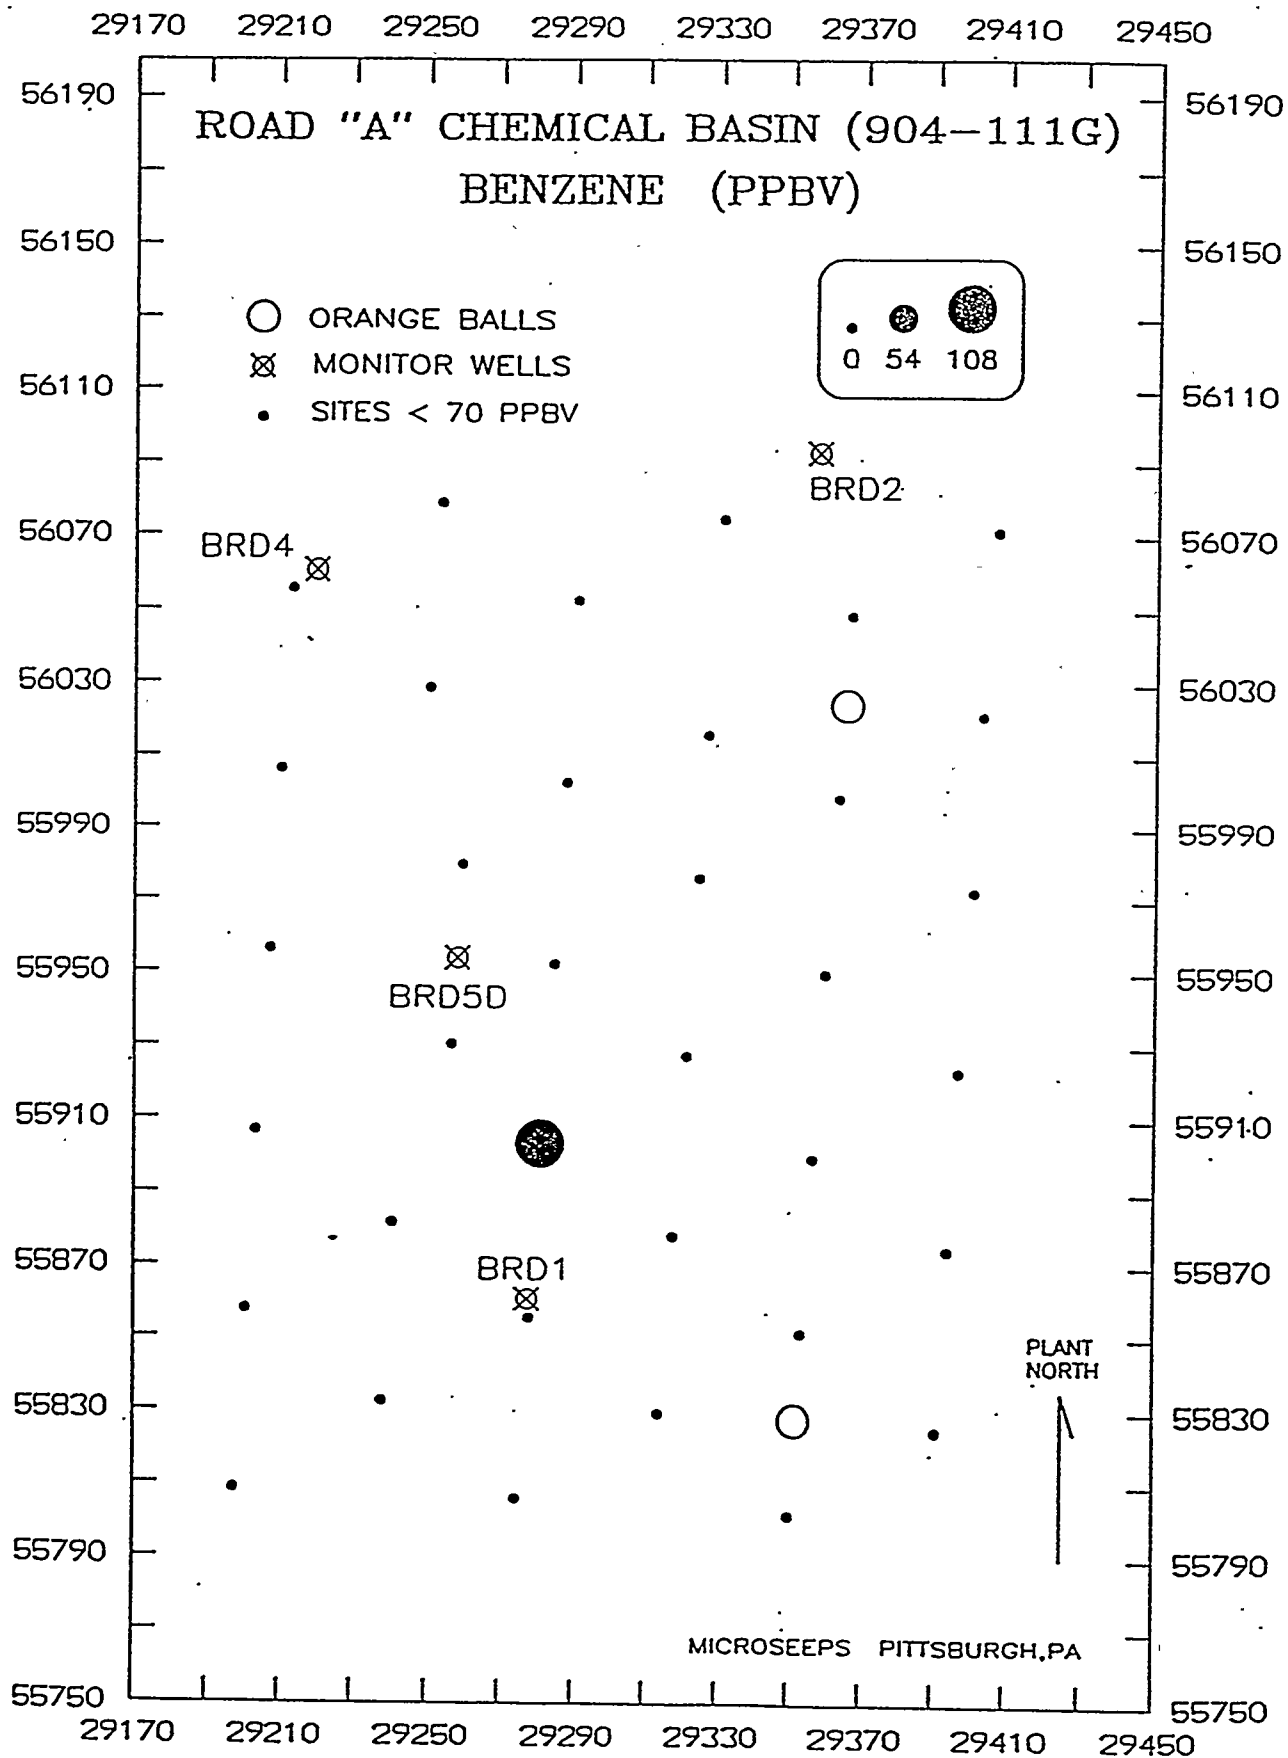 29170 29210 29250 29290 29330 29370 29410 29450
56190 56190
ROAD "A" CHEMICAL BASIN (904-111G)
BENZENE (PPBV)
56150 56150
ORANGE BALLS
MONITOR WELLS
0 54 108
56110 56110
SITES < 70 PPBV
BRD2
56070 56070
BRD4
56030 56030
55990 55990
55950 55950
BRD5D
55910 55910
55870 55870
BRD1
PLANT
NORTH
55830 55830
55790 55790
MICROSEEPS PITTSBURGH,PA
55750 55750
29170 29210 29250 29290 29330 29370 29410 29450